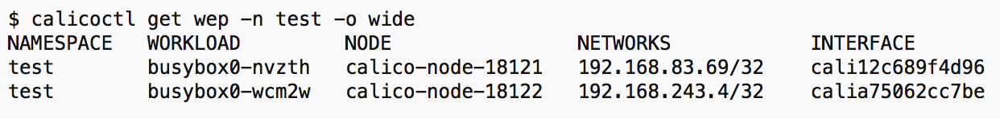 $ calicoctl get wep -n test -o wide
NAMESPACE WORKLOAD NODE NETWORKS INTERFACE
test busybox0-nvzth calico-node-18121 192.168.83.69/32 cali12c689f4d96
test busybox0-wcm2w calico-node-18122 192.168.243.4/32 calia75062cc7be